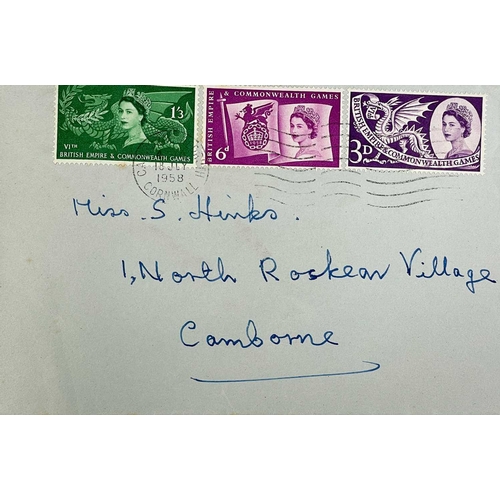 1'3
VITH
BRITISH EMPIRE & COMMONWEALTH GAMES
BRITISH EMPIRE & COMMONWEALTH GAMES
6d
BRITISH EMPIRE & COMMONWEALTH GAMES
3D
1958
CORNWALL
Miss. S. Hinks.
1, North Roskear Village
Camborne